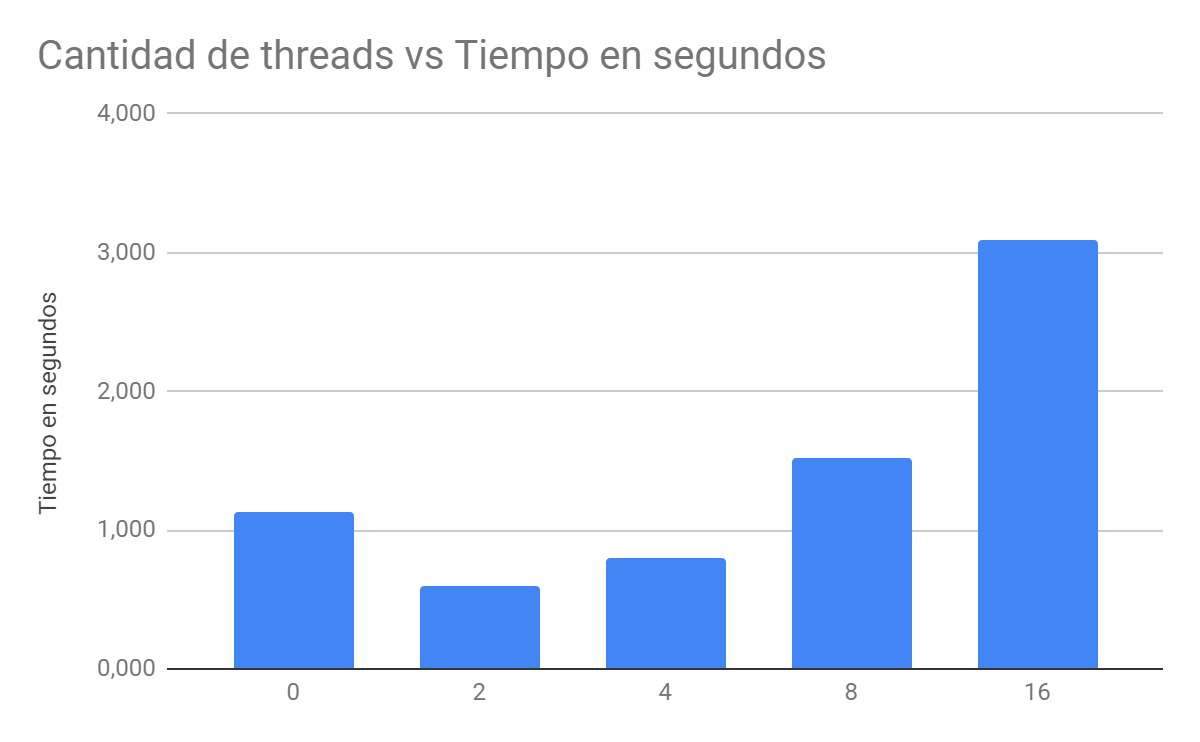 Cantidad de threads vs Tiempo en segundos
4,000
3,000
2,000
1,000
0,000
Tiempo en segundos
0 2 4 8 16